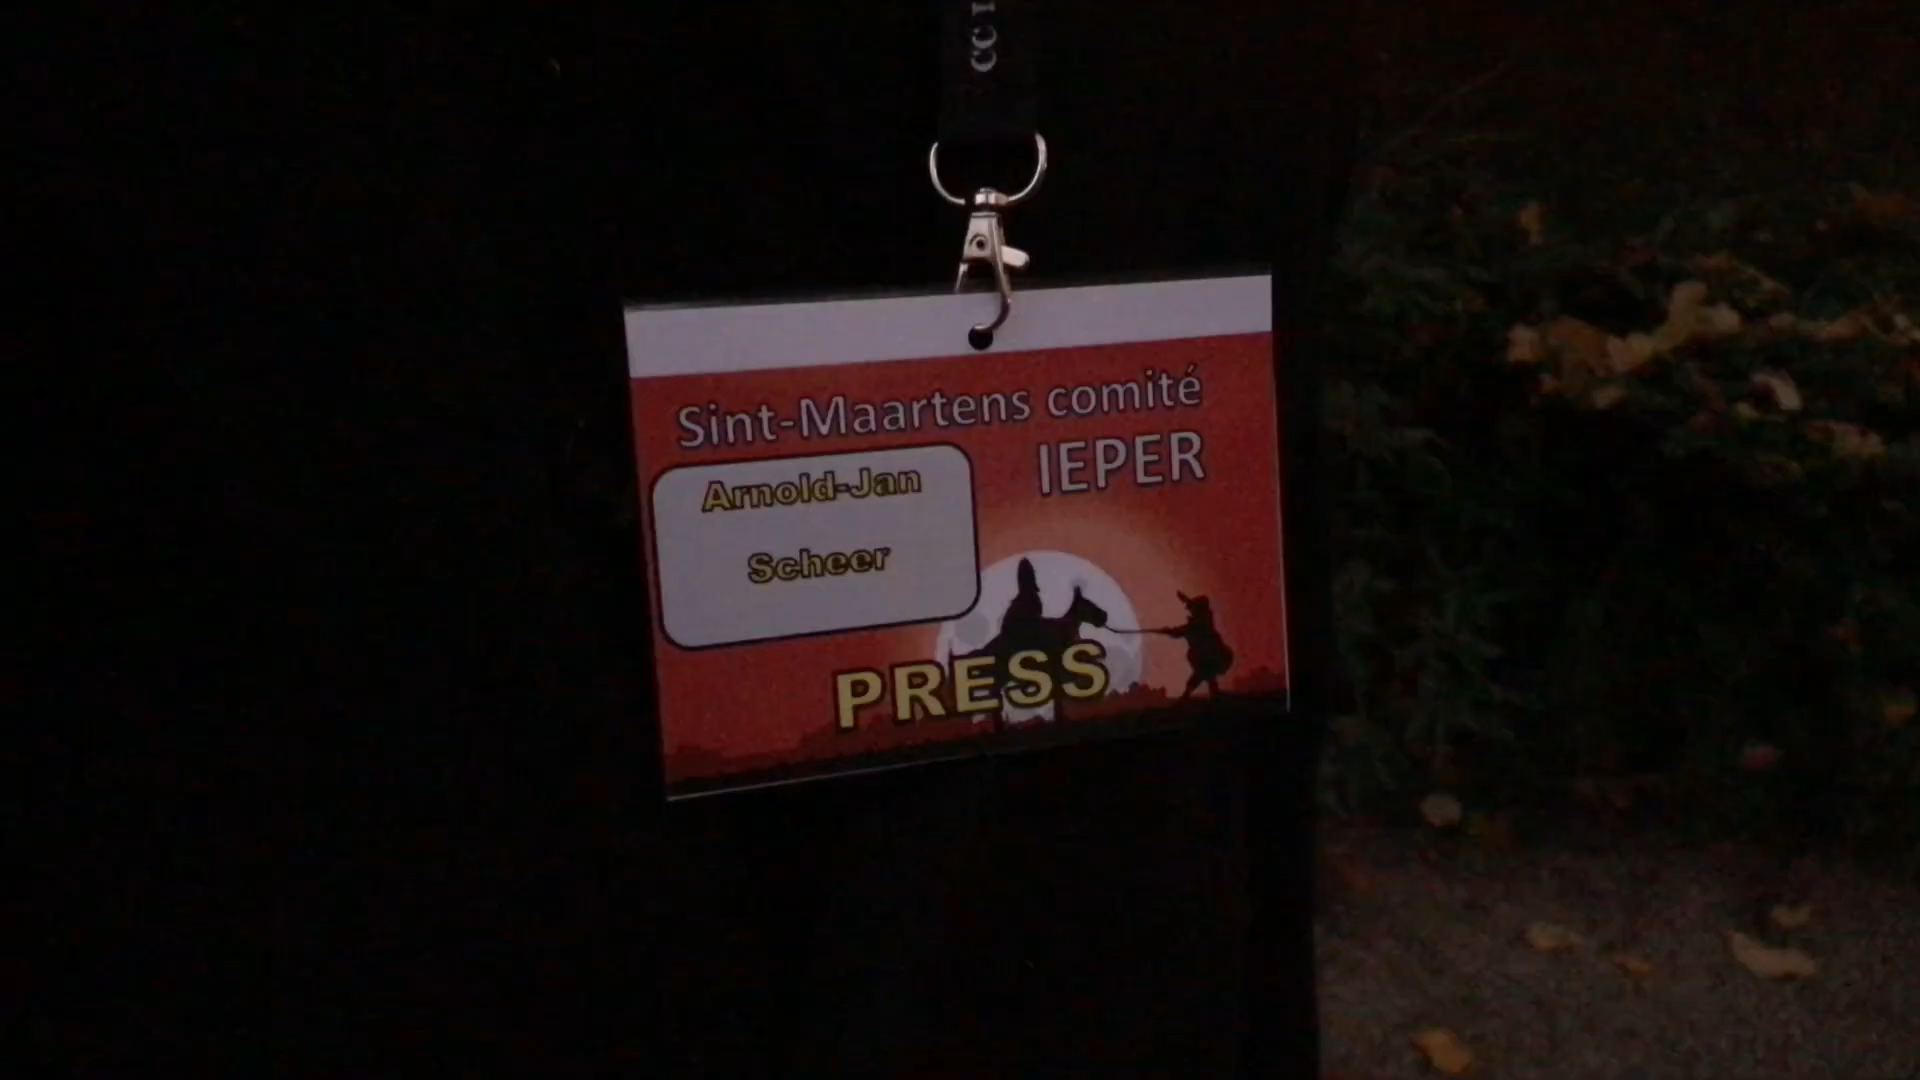 Sint-Maartens comité
IEPER
Arnold-Jan
Scheer
PRESS